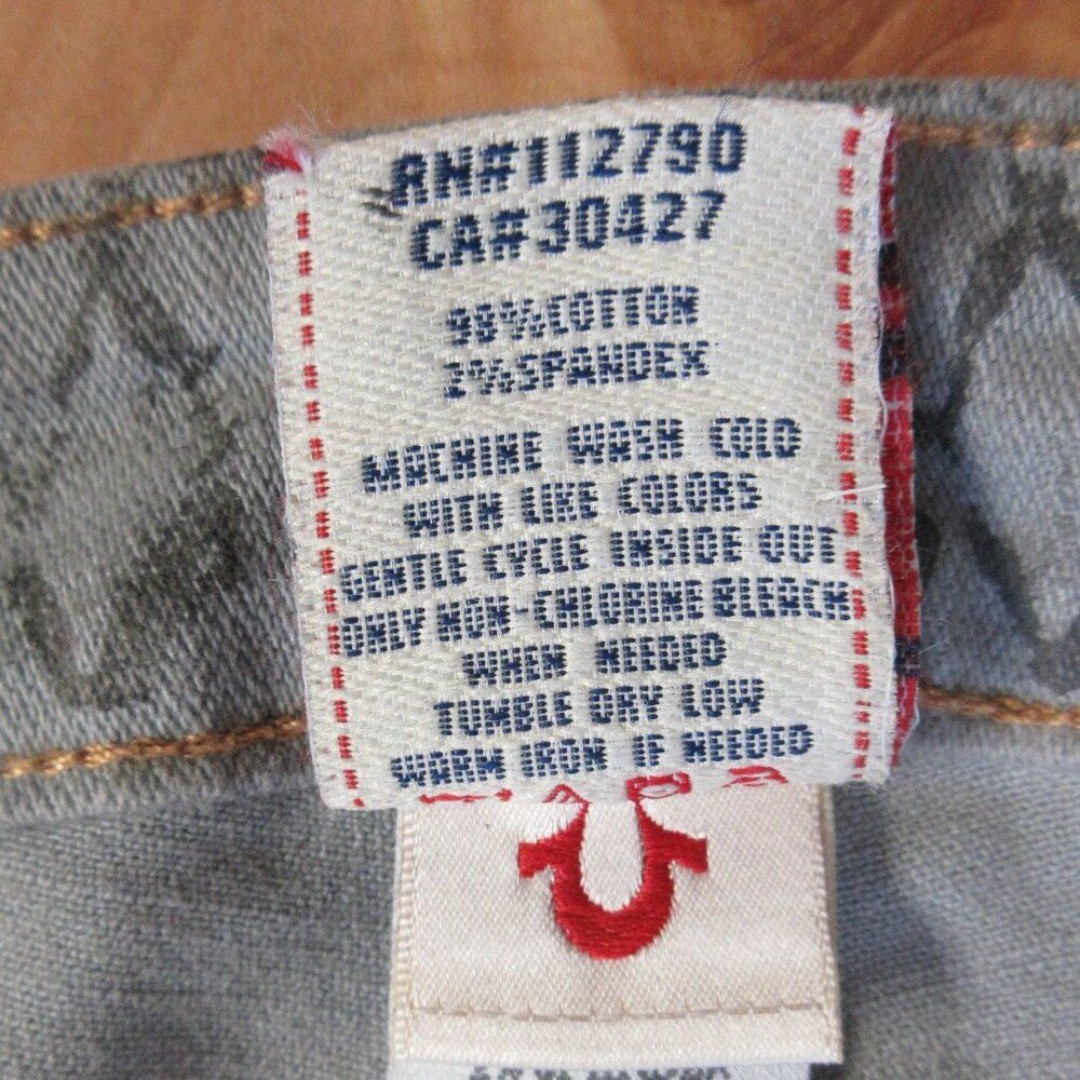 RN#112790
CA#30427
98%COTTON
2%SPANDEX
MACHINE WASH COLD
WITH LIKE COLORS
GENTLE CYCLE INSIDE OUT
ONLY NON-CHLORINE BLEACH
WHEN NEEDED
TUMBLE DRY LOW
WARM IRON IF NEEDED